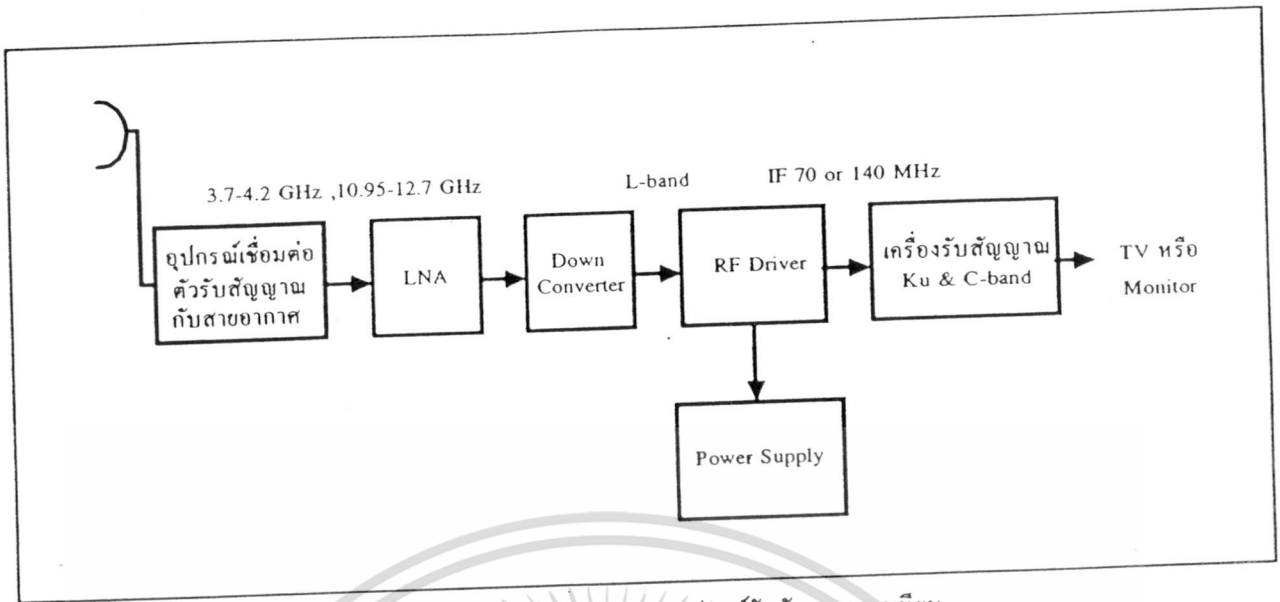 3.7-4.2 GHz ,10.95-12.7 GHz
L-band
IF 70 or 140 MHz
อุปกรณ์เชื่อมต่อ
ตัวรับสัญญาณ
กับสายอากาศ
LNA
Down
Converter
RF Driver
เครื่องรับสัญญาณ
Ku & C-band
TV หรือ
Monitor
Power Supply